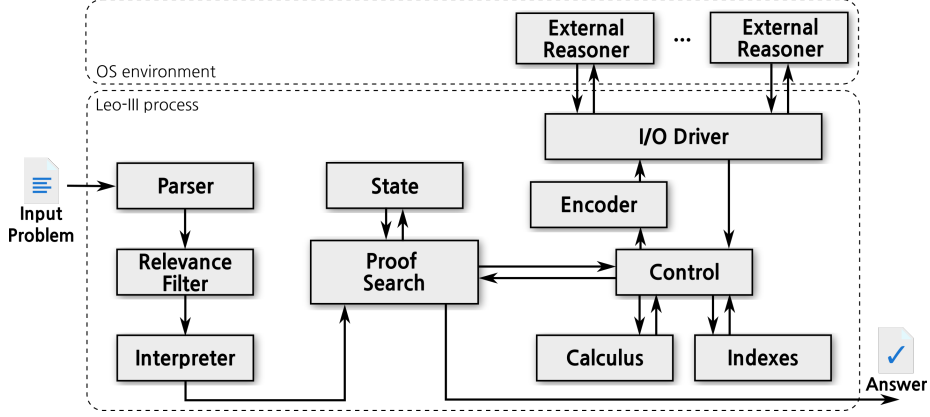 External
Reasoner
...
External
Reasoner
OS environment
Leo-III process
I/O Driver
Input
Problem
Parser
State
Encoder
Relevance
Filter
Proof
Search
Control
Interpreter
Calculus
Indexes
Answer